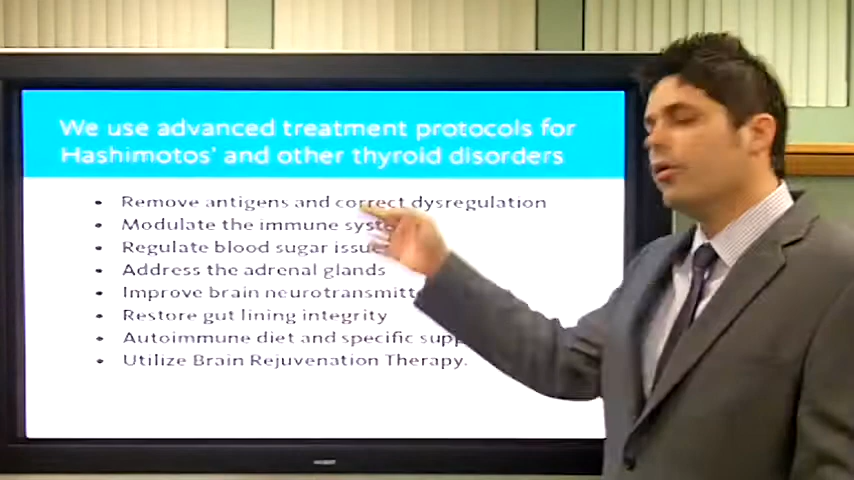 We use advanced treatment protocols for
Hashimotos' and other thyroid disorders
• Remove antigens and correct dysregulation
• Modulate the immune
• Regulate blood sugar
• Address the adrenal glands
• Improve brain
• Restore gut lining integrity
• Autoimmune diet and specific
• Utilize Brain Rejuvenation Therapy.